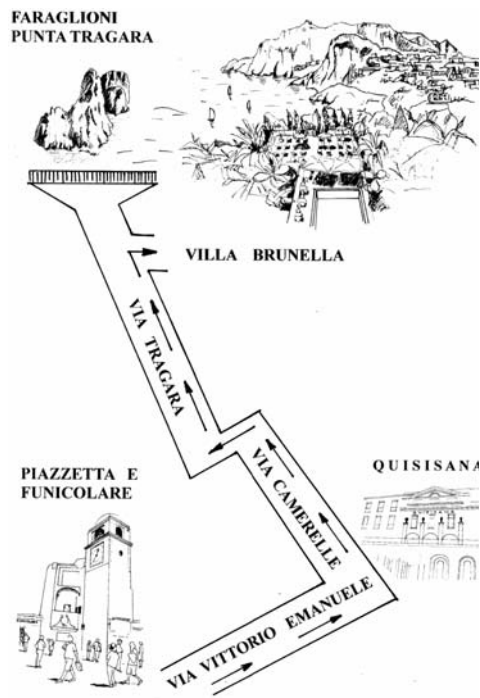 FARAGLIONI
PUNTA TRAGARA
VILLA BRUNELLA
VIA TRAGARA
VIA CAMERELLE
QUISISANA
PIAZZETTA E
FUNICOLARE
VIA VITTORIO EMANUELE